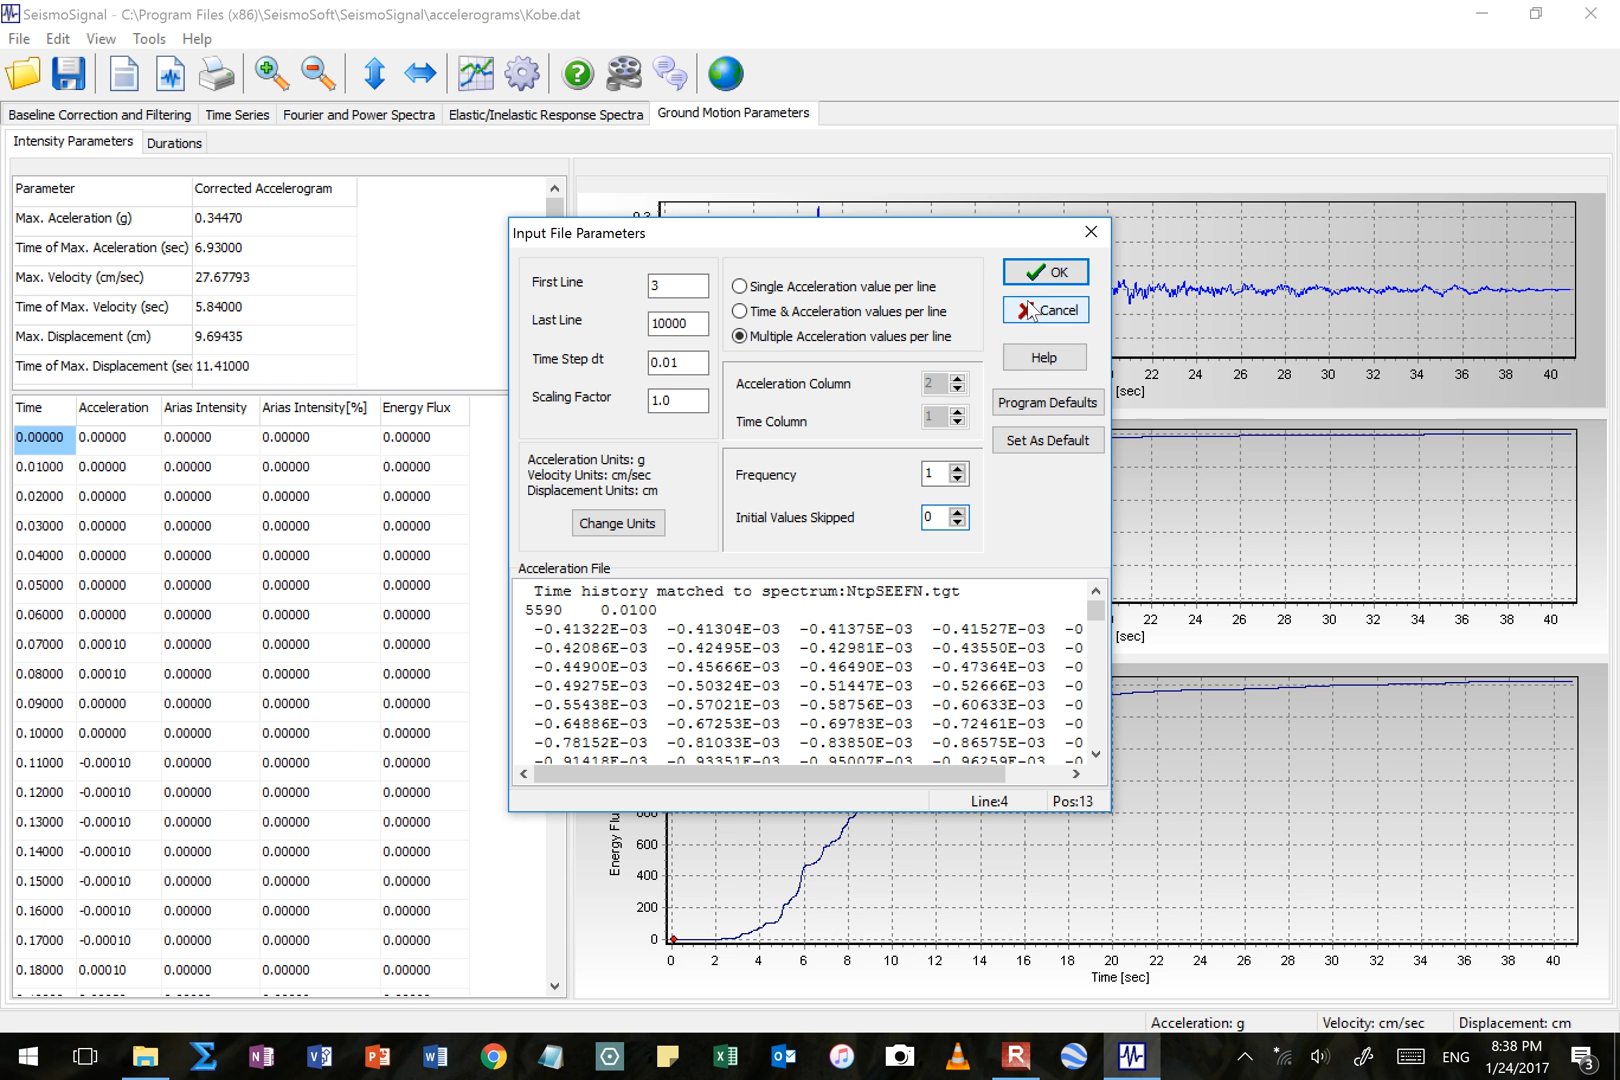 SeismoSignal - C:\Program Files (x86)\SeismoSoft\SeismoSignal\accelerograms\Kobe.dat
File Edit View Tools Help
Baseline Correction and Filtering Time Series Fourier and Power Spectra Elastic/Inelastic Response Spectra Ground Motion Parameters
Intensity Parameters Durations
Parameter Corrected Accelerogram
Max. Aceleration (g) 0.34470
Time of Max. Aceleration (sec) 6.93000
Max. Velocity (cm/sec) 27.67793
Time of Max. Velocity (sec) 5.84000
Max. Displacement (cm) 9.69435
Time of Max. Displacement (sec 11.41000
Time Acceleration Arias Intensity Arias Intensity[%] Energy Flux
0.00000 0.00000 0.00000 0.00000 0.00000
0.01000 0.00000 0.00000 0.00000 0.00000
0.02000 0.00000 0.00000 0.00000 0.00000
0.03000 0.00000 0.00000 0.00000 0.00000
0.04000 0.00000 0.00000 0.00000 0.00000
0.05000 0.00000 0.00000 0.00000 0.00000
0.06000 0.00000 0.00000 0.00000 0.00000
0.07000 0.00010 0.00000 0.00000 0.00000
0.08000 0.00010 0.00000 0.00000 0.00000
0.09000 0.00000 0.00000 0.00000 0.00000
0.10000 0.00000 0.00000 0.00000 0.00000
0.11000 -0.00010 0.00000 0.00000 0.00000
0.12000 -0.00010 0.00000 0.00000 0.00000
0.13000 -0.00010 0.00000 0.00000 0.00000
0.14000 -0.00010 0.00000 0.00000 0.00000
0.15000 -0.00010 0.00000 0.00000 0.00000
0.16000 -0.00010 0.00000 0.00000 0.00000
0.17000 -0.00010 0.00000 0.00000 0.00000
0.18000 0.00010 0.00000 0.00000 0.00000
Input File Parameters
First Line 3
Last Line 10000
Time Step dt 0.01
Scaling Factor 1.0
Acceleration Units: g
Velocity Units: cm/sec
Displacement Units: cm
Change Units
Single Acceleration value per line
Time & Acceleration values per line
Multiple Acceleration values per line
Acceleration Column 2
Time Column 1
Frequency 1
Initial Values Skipped 0
OK
Cancel
Help
Program Defaults
Set As Default
Acceleration File
Time history matched to spectrum:NtpSEEFN.tgt
5590 0.0100
-0.41322E-03 -0.41304E-03 -0.41375E-03 -0.41527E-03 -0
-0.42086E-03 -0.42495E-03 -0.42981E-03 -0.43550E-03 -0
-0.44900E-03 -0.45666E-03 -0.46490E-03 -0.47364E-03 -0
-0.49275E-03 -0.50324E-03 -0.51447E-03 -0.52666E-03 -0
-0.55438E-03 -0.57021E-03 -0.58756E-03 -0.60633E-03 -0
-0.64886E-03 -0.67253E-03 -0.69783E-03 -0.72461E-03 -0
-0.78152E-03 -0.81033E-03 -0.83850E-03 -0.86575E-03 -0
-0.91418E-03 -0.93351E-03 -0.95007E-03 -0.96259E-03 -0
Line:4 Pos:13
0.3
22 24 26 28 30 32 34 36 38 40
[sec]
22 24 26 28 30 32 34 36 38 40
[sec]
Energy Flu
800
600
400
200
0
0 2 4 6 8 10 12 14 16 18 20 22 24 26 28 30 32 34 36 38 40
Time [sec]
Acceleration: g Velocity: cm/sec Displacement: cm
ENG
8:38 PM
1/24/2017
3